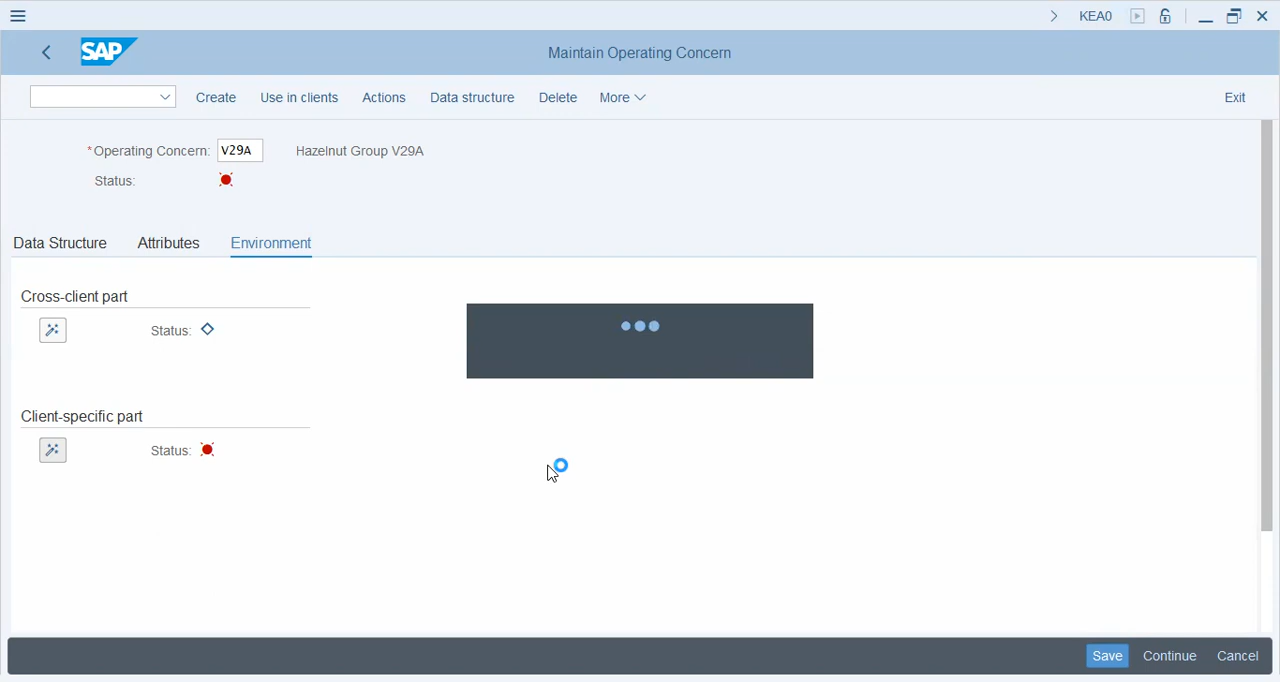 KEA0
SAP
Maintain Operating Concern
Create Use in clients Actions Data structure Delete More Exit
*Operating Concern: V29A Hazelnut Group V29A
Status:
Data Structure Attributes Environment
Cross-client part
Status:
Client-specific part
Status:
Save Continue Cancel